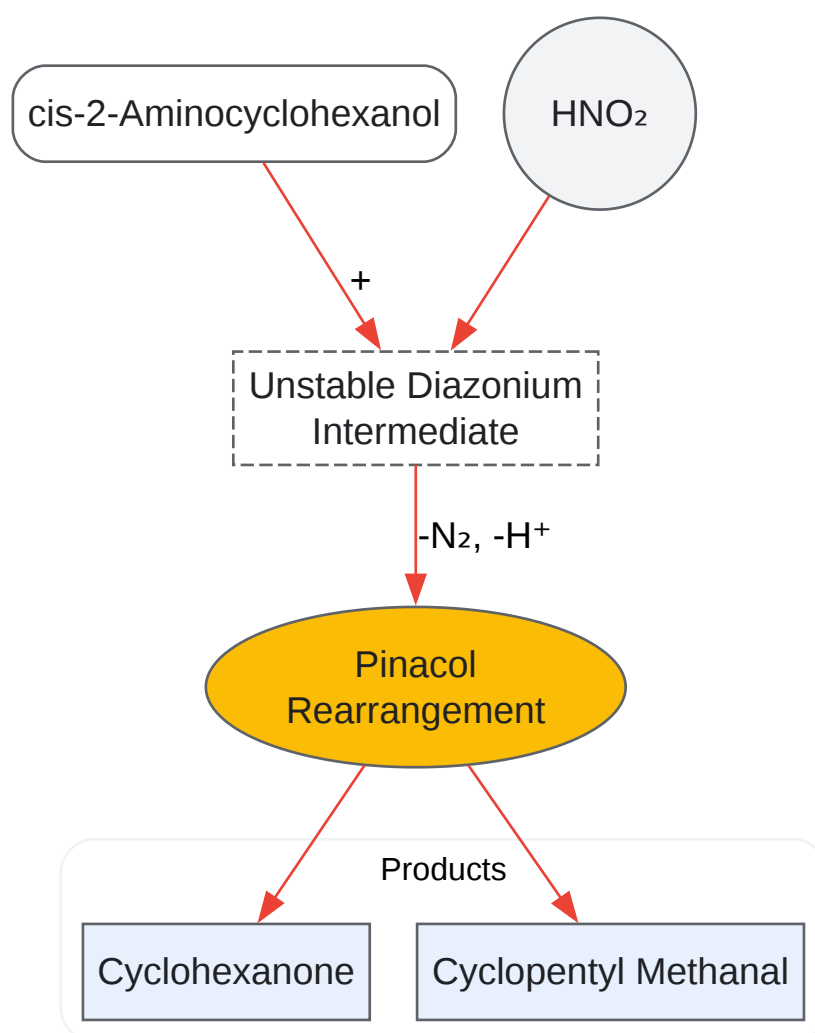 cis-2-Aminocyclohexanol
HNO₂
+
Unstable Diazonium
Intermediate
-N₂, -H⁺
Pinacol
Rearrangement
Products
Cyclohexanone
Cyclopentyl Methanal